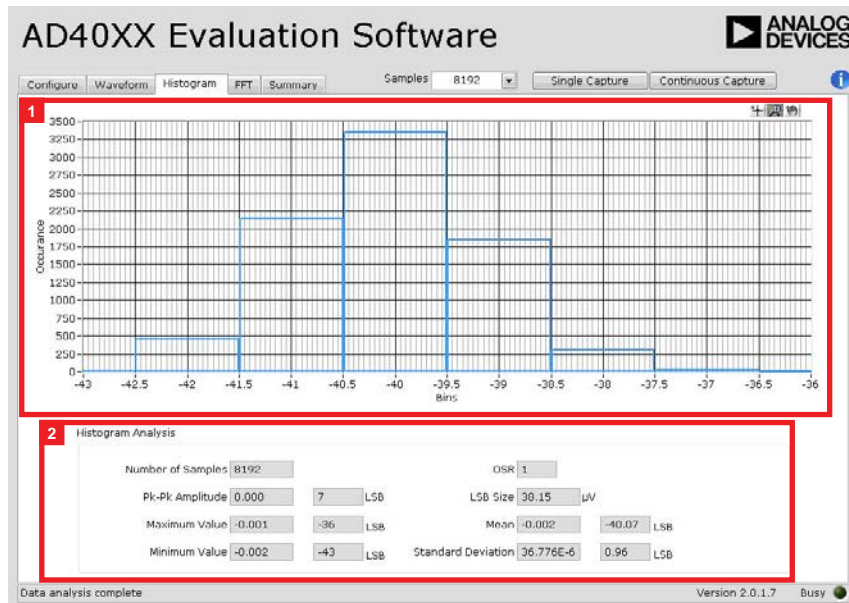 AD40XX Evaluation Software
ANALOG
DEVICES
Configure Waveform Histogram FFT Summary Samples 8192 Single Capture Continuous Capture i
1
3500
3250
3000
2750
2500
2250
2000
1750
1500
1250
1000
750
500
250
0
Occurance
-43 -42.5 -42 -41.5 -41 -40.5 -40 -39.5 -39 -38.5 -38 -37.5 -37 -36.5 -36
Bins
2 Histogram Analysis
Number of Samples 8192 OSR 1
Pk-Pk Amplitude 0.000 7 LSB LSB Size 38.15 µV
Maximum Value -0.001 -36 LSB Mean -0.002 -40.07 LSB
Minimum Value -0.002 -43 LSB Standard Deviation 36.776E-6 0.96 LSB
Data analysis complete Version 2.0.1.7 Busy